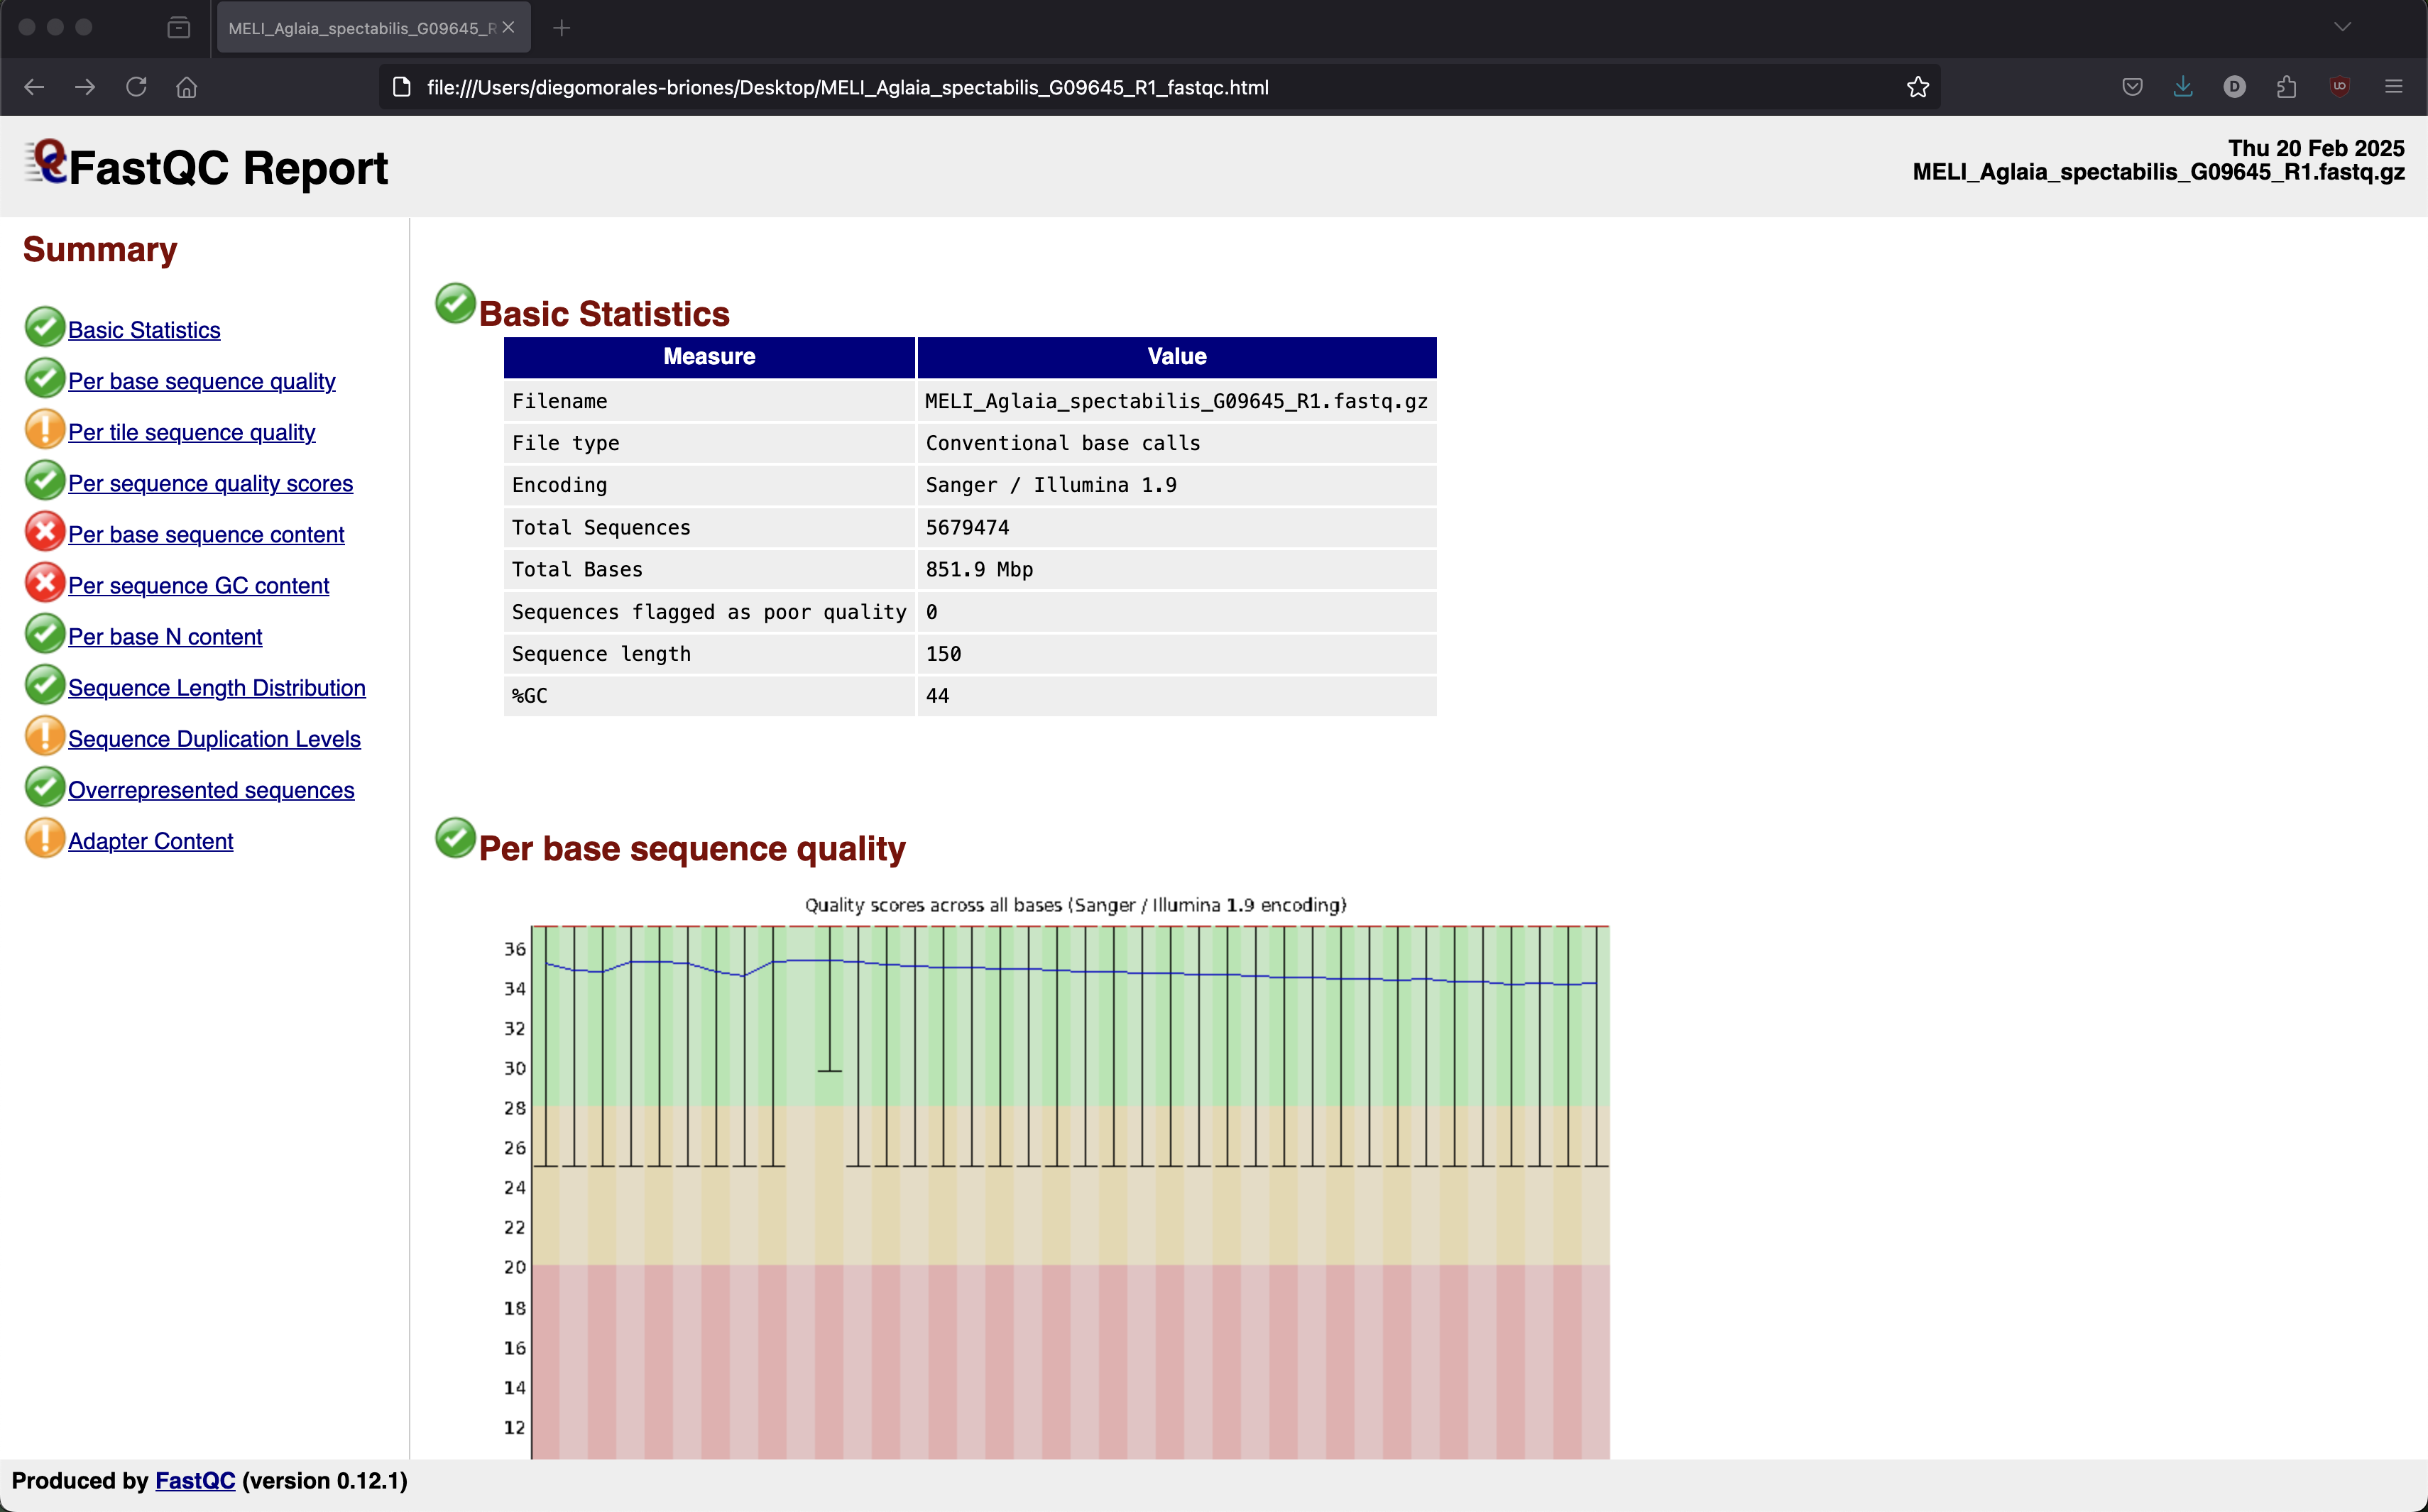 MELI_Aglaia_spectabilis_G09645_R
file:///Users/diegomorales-briones/Desktop/MELI_Aglaia_spectabilis_G09645_R1_fastqc.html
D
UO
FastQC Report
Thu 20 Feb 2025
MELI_Aglaia_spectabilis_G09645_R1.fastq.gz
Summary
Basic Statistics
Per base sequence quality
Per tile sequence quality
Per sequence quality scores
Per base sequence content
Per sequence GC content
Per base N content
Sequence Length Distribution
Sequence Duplication Levels
Overrepresented sequences
Adapter Content
Basic Statistics
Measure Value
Filename MELI_Aglaia_spectabilis_G09645_R1.fastq.gz
File type Conventional base calls
Encoding Sanger / Illumina 1.9
Total Sequences 5679474
Total Bases 851.9 Mbp
Sequences flagged as poor quality 0
Sequence length 150
%GC 44
Per base sequence quality
Quality scores across all bases (Sanger / Illumina 1.9 encoding)
36
34
32
30
28
26
24
22
20
18
16
14
12
Produced by FastQC (version 0.12.1)